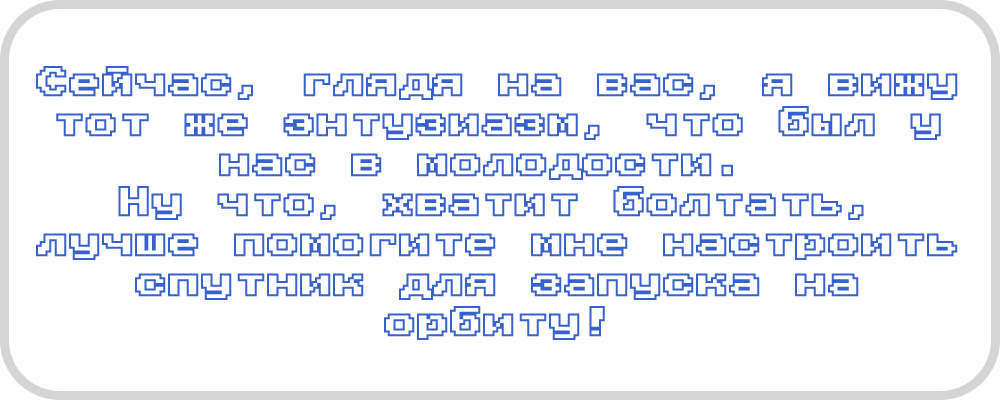 Сейчас, глядя на вас, я вижу
тот же энтузиазм, что был у
нас в молодости.
Ну что, хватит болтать,
лучше помогите мне настроить
спутник для запуска на
орбиту!